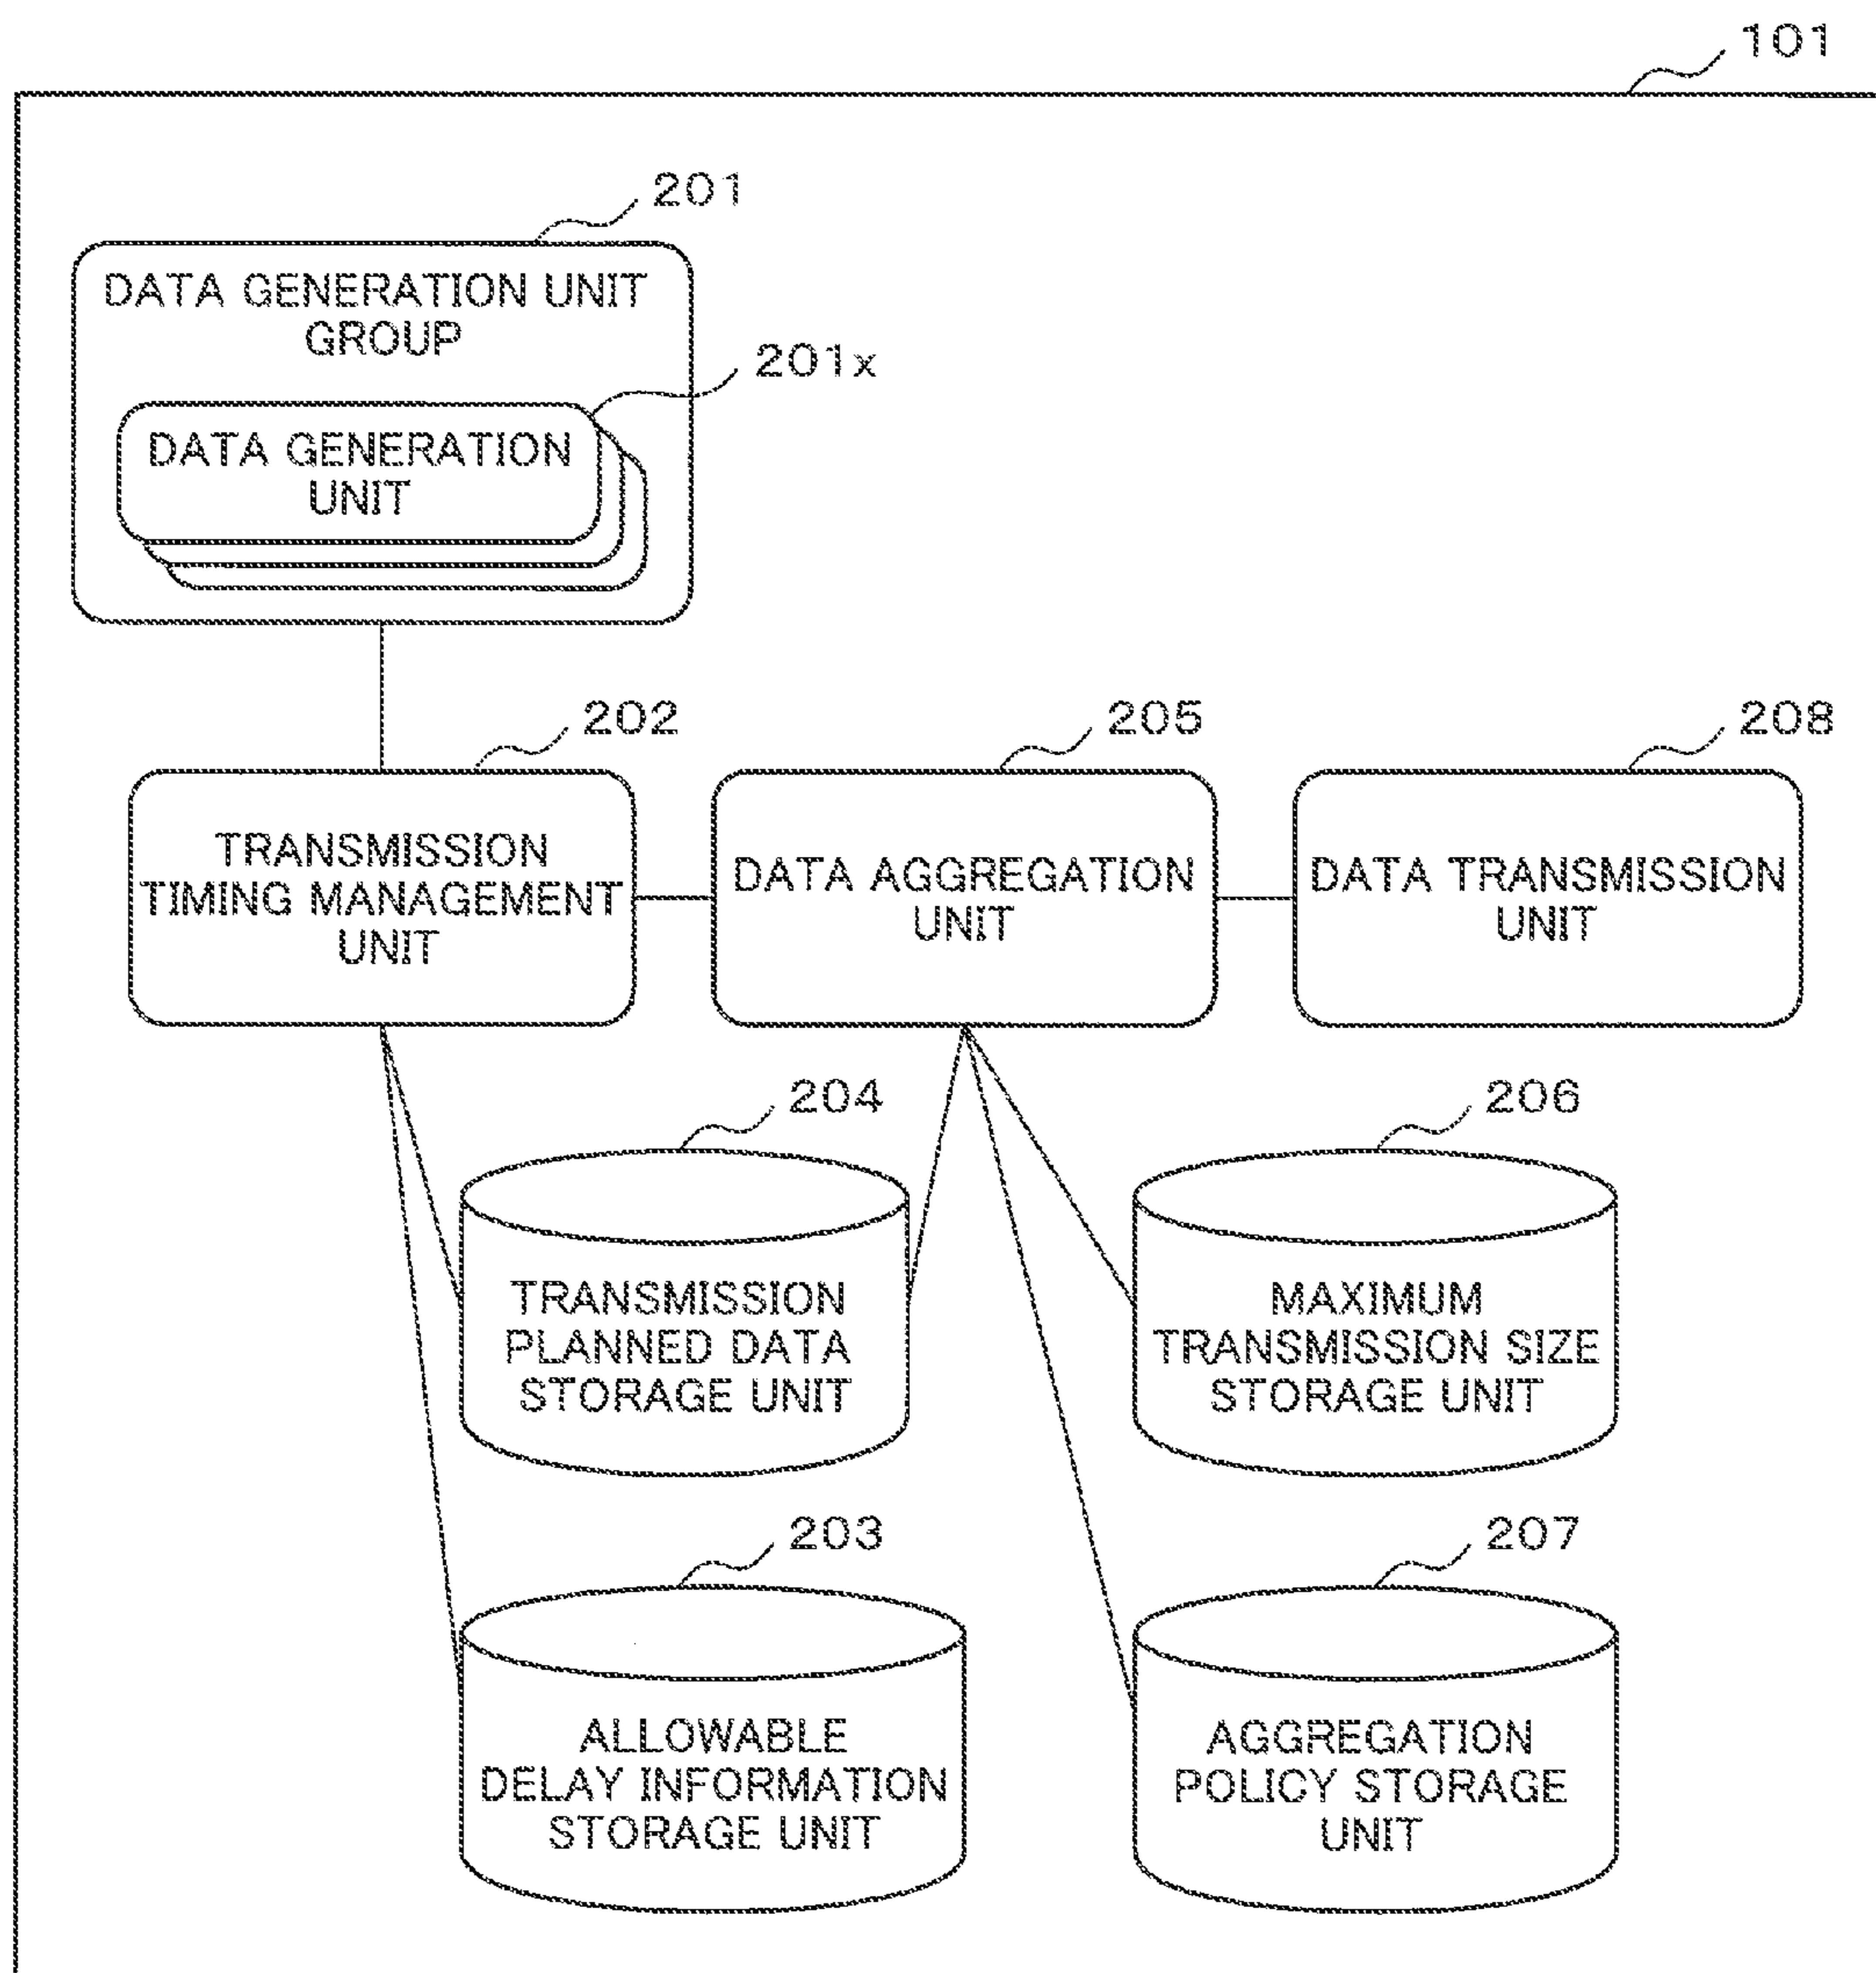 101
201
DATA GENERATION UNIT
GROUP
201x
DATA GENERATION
UNIT
202
205
208
TRANSMISSION
TIMING MANAGEMENT
UNIT
DATA AGGREGATION
UNIT
DATA TRANSMISSION
UNIT
204
206
TRANSMISSION
PLANNED DATA
STORAGE UNIT
MAXIMUM
TRANSMISSION SIZE
STORAGE UNIT
203
207
ALLOWABLE
DELAY INFORMATION
STORAGE UNIT
AGGREGATION
POLICY STORAGE
UNIT